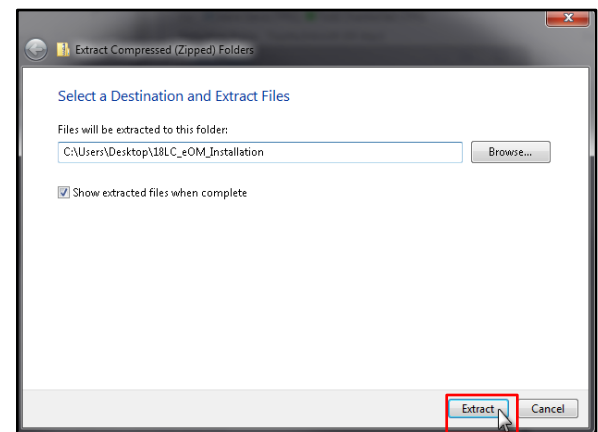 Extract Compressed (Zipped) Folders
Select a Destination and Extract Files
Files will be extracted to this folder:
C:\Users\Desktop\18LC_eOM_Installation
Browse...
Show extracted files when complete
Extract
Cancel